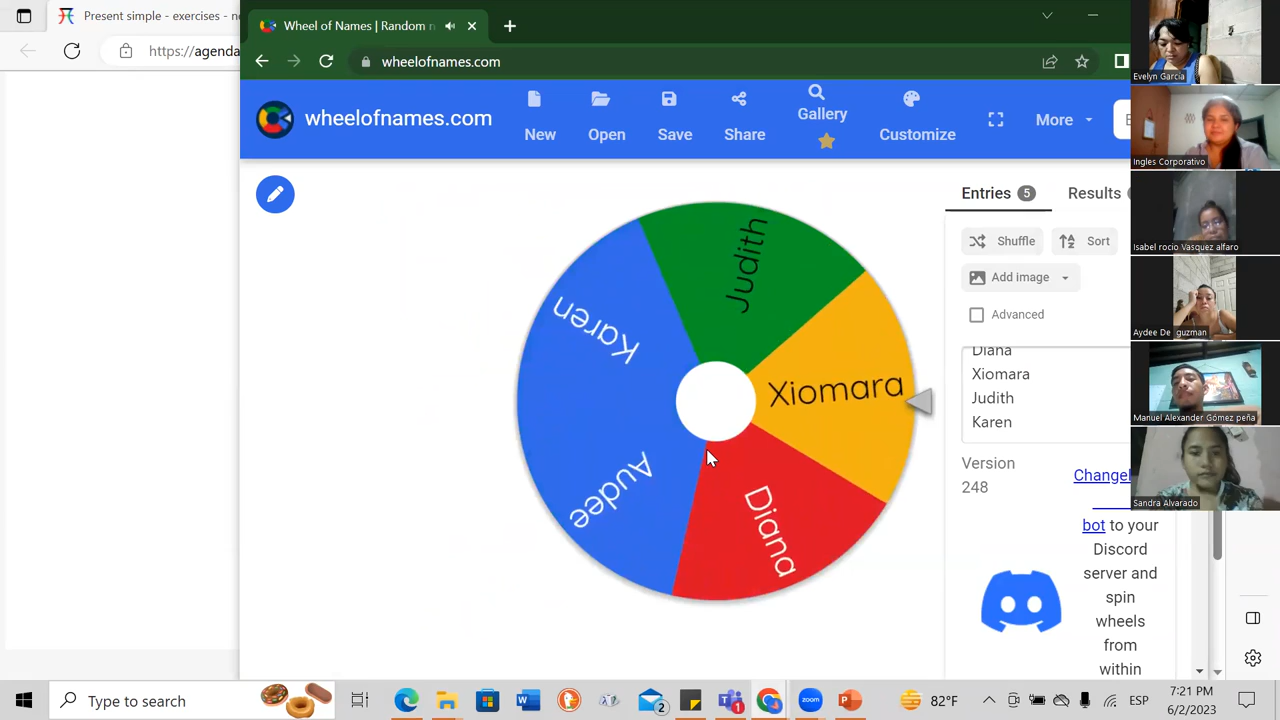 Present simple - exercises -
Wheel of Names | Random
https://agenda
wheelofnames.com
wheelofnames.com
New
Open
Save
Share
Gallery
Customize
More
Entries 5
Results
Shuffle
Sort
Add image
Advanced
Diana
Xiomara
Judith
Karen
Judith
Xiomara
Diana
Audee
Karen
Version
248
Changel
bot to your
Discord
server and
spin
wheels
from
within
Evelyn Garcia
Ingles Corporativo
Isabel rocio Vasquez alfaro
Aydee De guzman
Manuel Alexander Gómez peña
Sandra Alvarado
Type to search
2
1
82°F
ESP
7:21 PM
6/2/2023